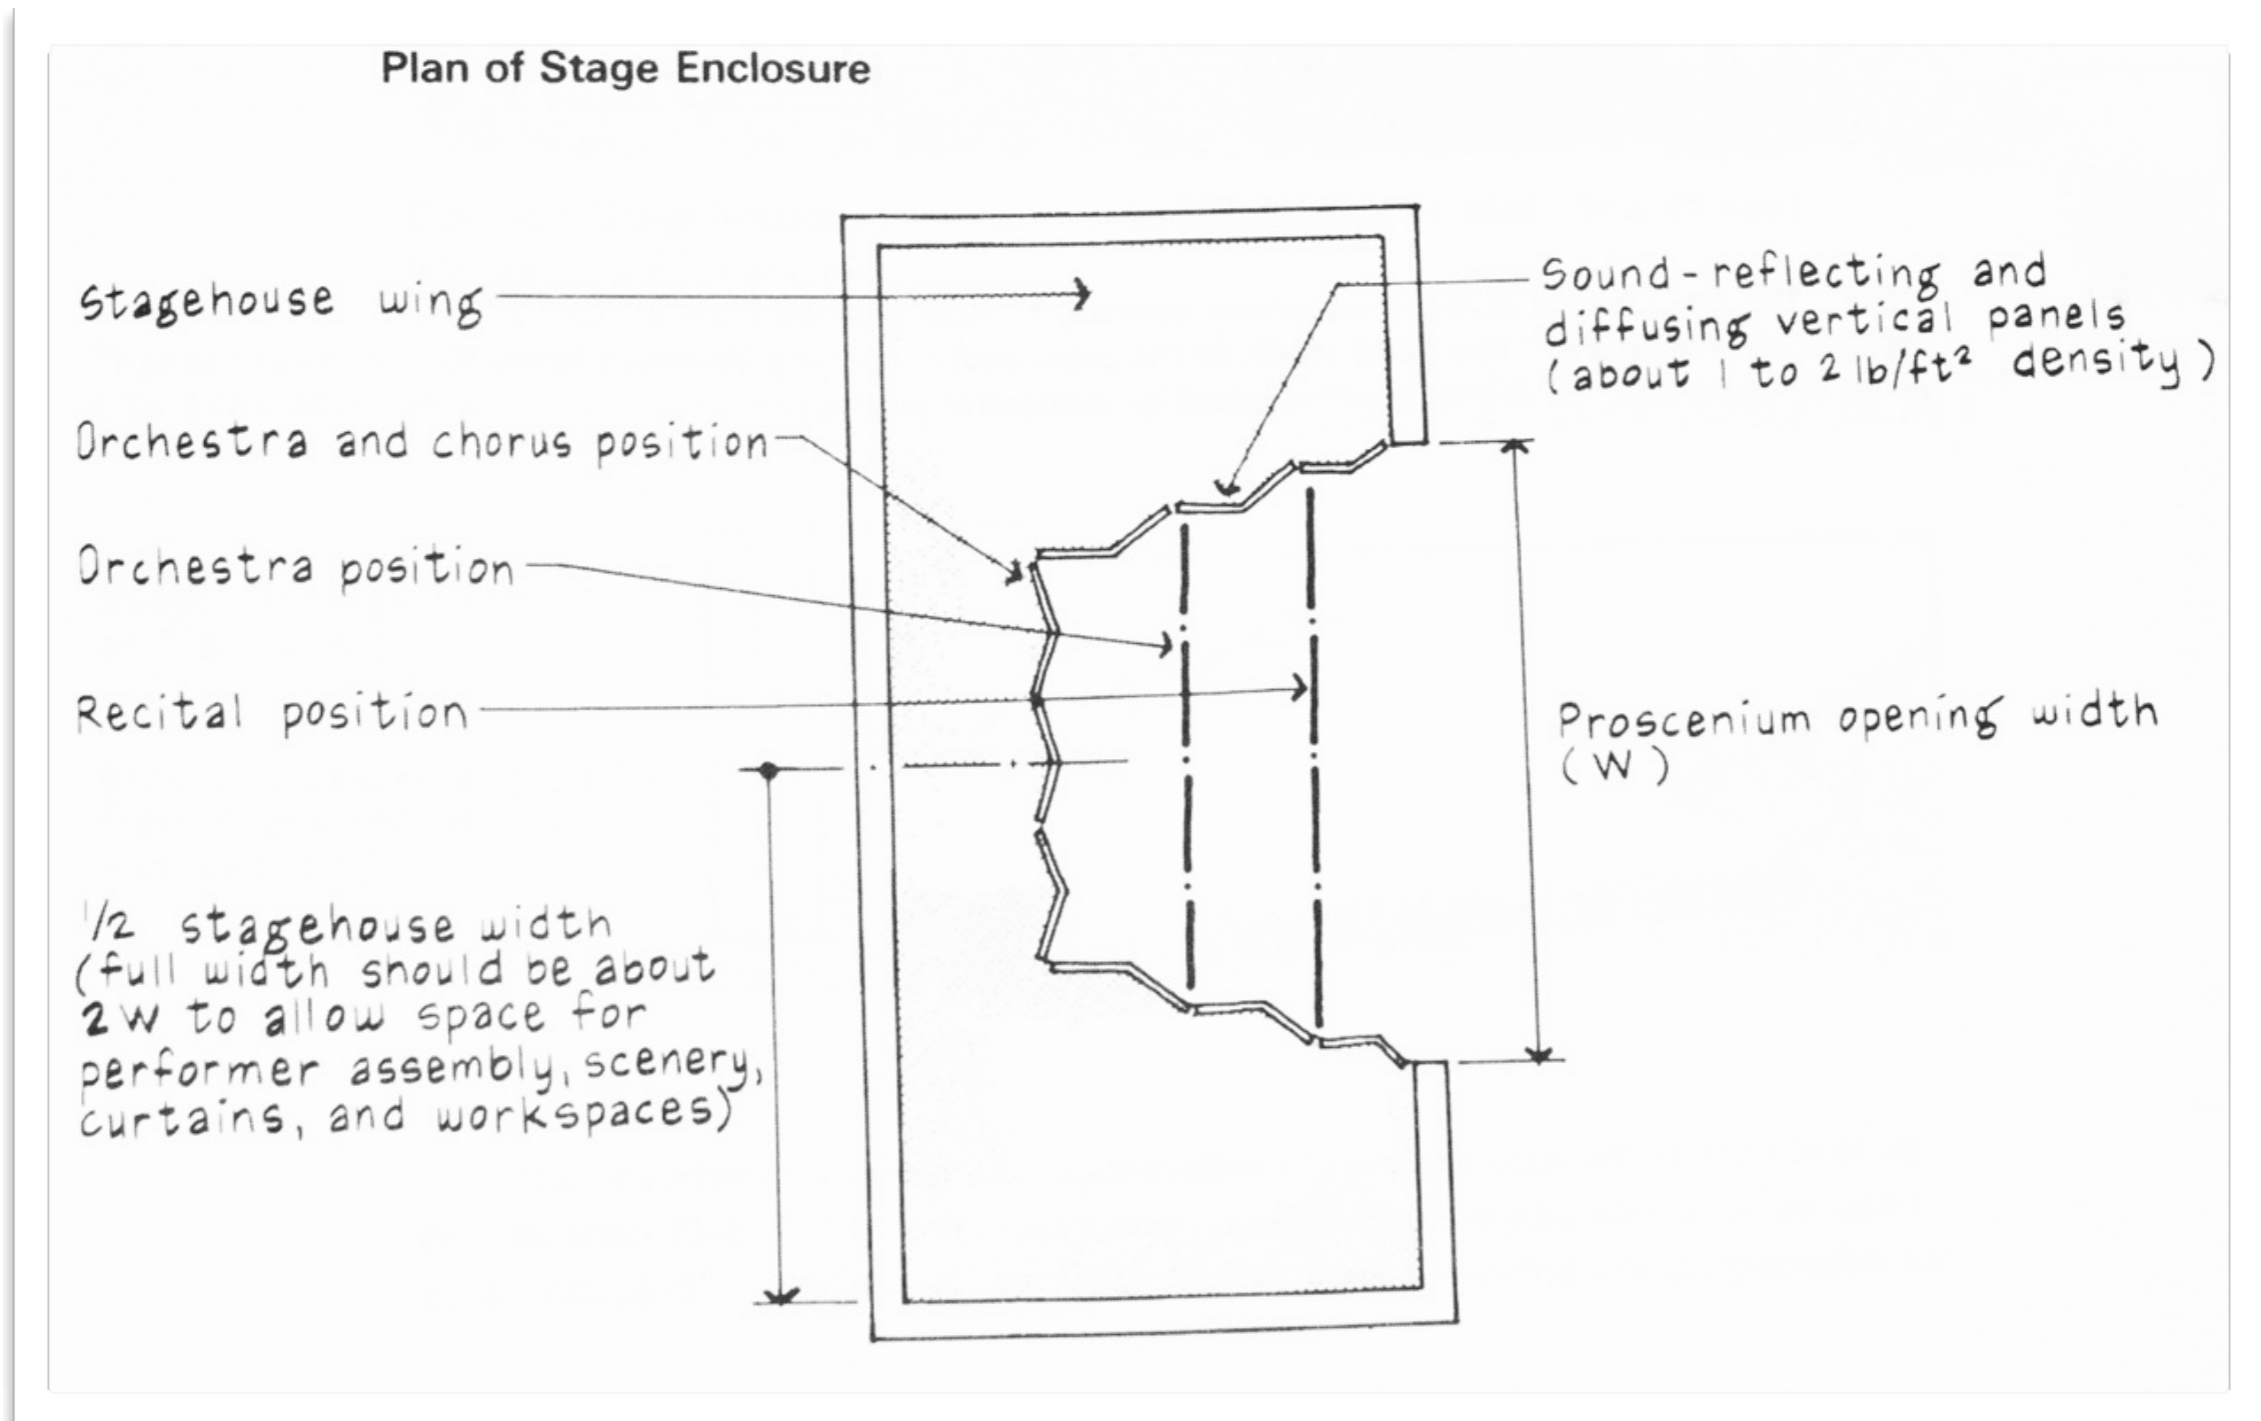 Plan of Stage Enclosure
Stagehouse wing
Sound-reflecting and
diffusing vertical panels
(about 1 to 2 lb/ft² density)
Orchestra and chorus position
Orchestra position
Recital position
Proscenium opening width
(W)
1/2 stagehouse width
(full width should be about
2W to allow space for
performer assembly, scenery,
curtains, and workspaces)